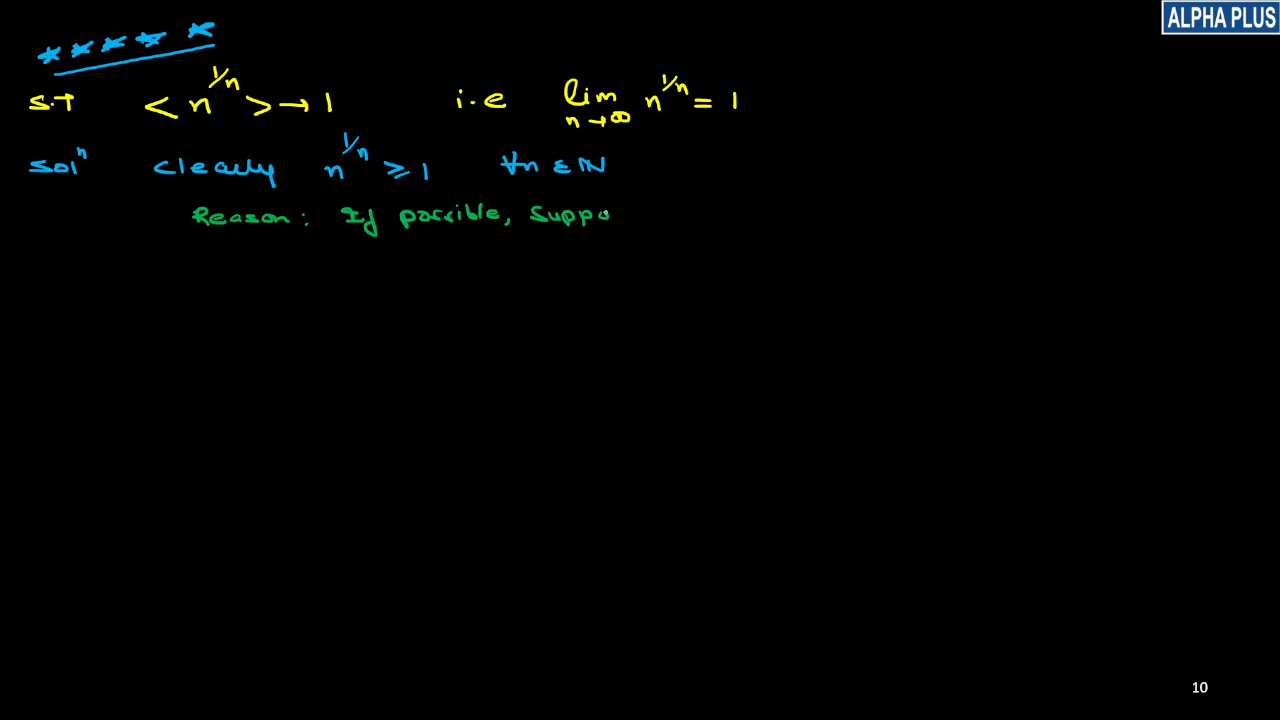 ALPHA PLUS
*****
S.T <n^{1/n}> → 1 i.e lim_{n→∞} n^{1/n} = 1
Sol^n Clearly n^{1/n} ≥ 1 ∀n ∈ ℕ
Reason: If possible, Suppo
10